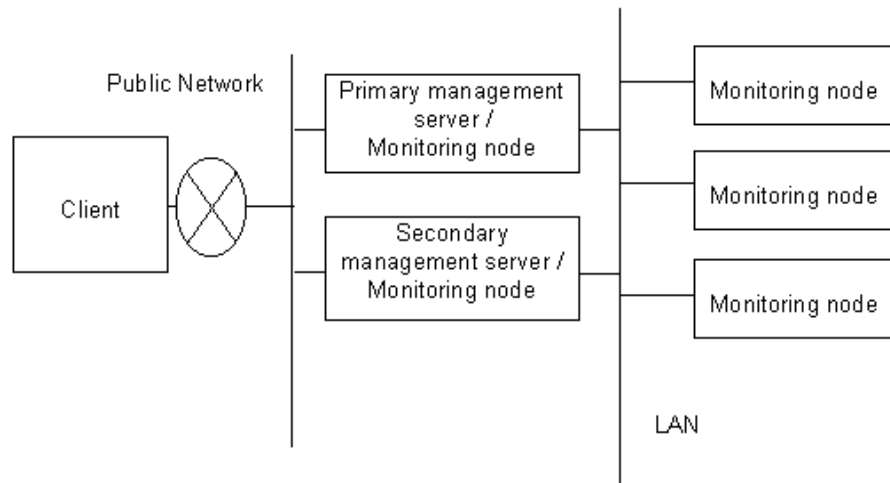 Public Network
Client
Primary management
server /
Monitoring node
Secondary
management server /
Monitoring node
Monitoring node
Monitoring node
Monitoring node
LAN